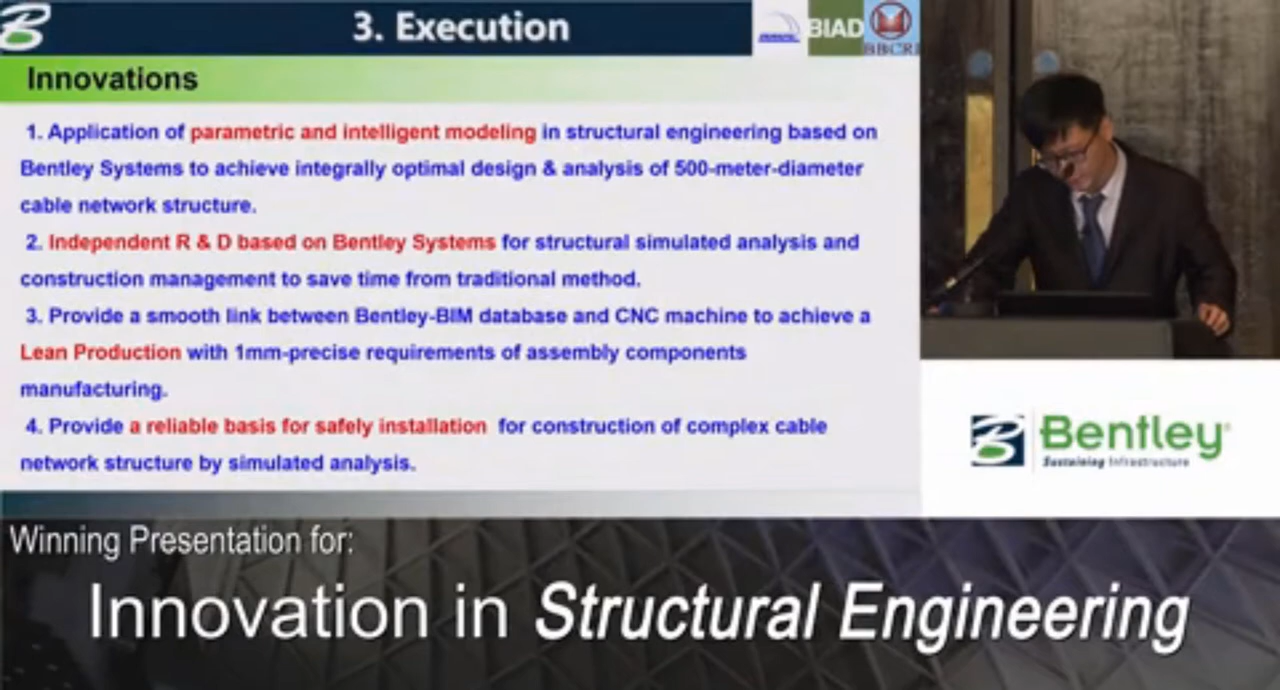 3. Execution
BIAD
BBCRI
Innovations
1. Application of parametric and intelligent modeling in structural engineering based on
Bentley Systems to achieve integrally optimal design & analysis of 500-meter-diameter
cable network structure.
2. Independent R & D based on Bentley Systems for structural simulated analysis and
construction management to save time from traditional method.
3. Provide a smooth link between Bentley-BIM database and CNC machine to achieve a
Lean Production with 1mm-precise requirements of assembly components
manufacturing.
4. Provide a reliable basis for safely installation for construction of complex cable
network structure by simulated analysis.
Bentley
Sustaining Infrastructure
Winning Presentation for:
Innovation in Structural Engineering